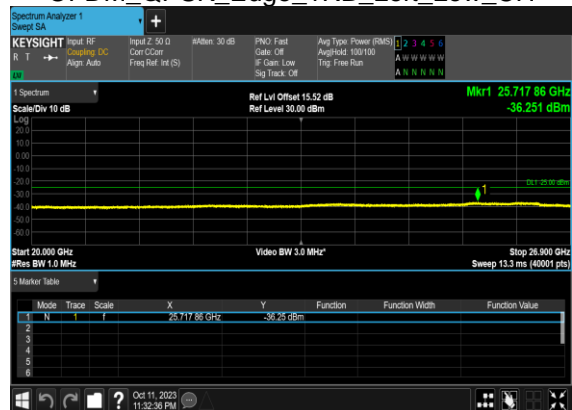 Spectrum Analyzer 1
Swept SA
+
KEYSIGHT Input: RF Input Z: 50 Ω #Atten: 30 dB PNO: Fast Avg Type: Power (RMS) 1 2 3 4 5 6
R T Coupling: DC Corr CCorr Gate: Off Avg|Hold: 100/100 A W W W W W
Align: Auto Freq Ref: Int (S) IF Gain: Low Trig: Free Run
LW Sig Track: Off A N N N N N
1 Spectrum Ref Lvl Offset 15.52 dB Mkr1 25.717 86 GHz
Scale/Div 10 dB Ref Level 30.00 dBm -36.251 dBm
Log
20.0
10.0
0.00
-10.0
-20.0 DL1 -25.00 dBm
-30.0 1
-40.0
-50.0
-60.0
Start 20.000 GHz Video BW 3.0 MHz* Stop 26.900 GHz
#Res BW 1.0 MHz Sweep 13.3 ms (40001 pts)
5 Marker Table
Mode Trace Scale X Y Function Function Width Function Value
1 N 1 f 25.717 86 GHz -36.25 dBm
2
3
4
5
6
? Oct 11, 2023
11:32:36 PM